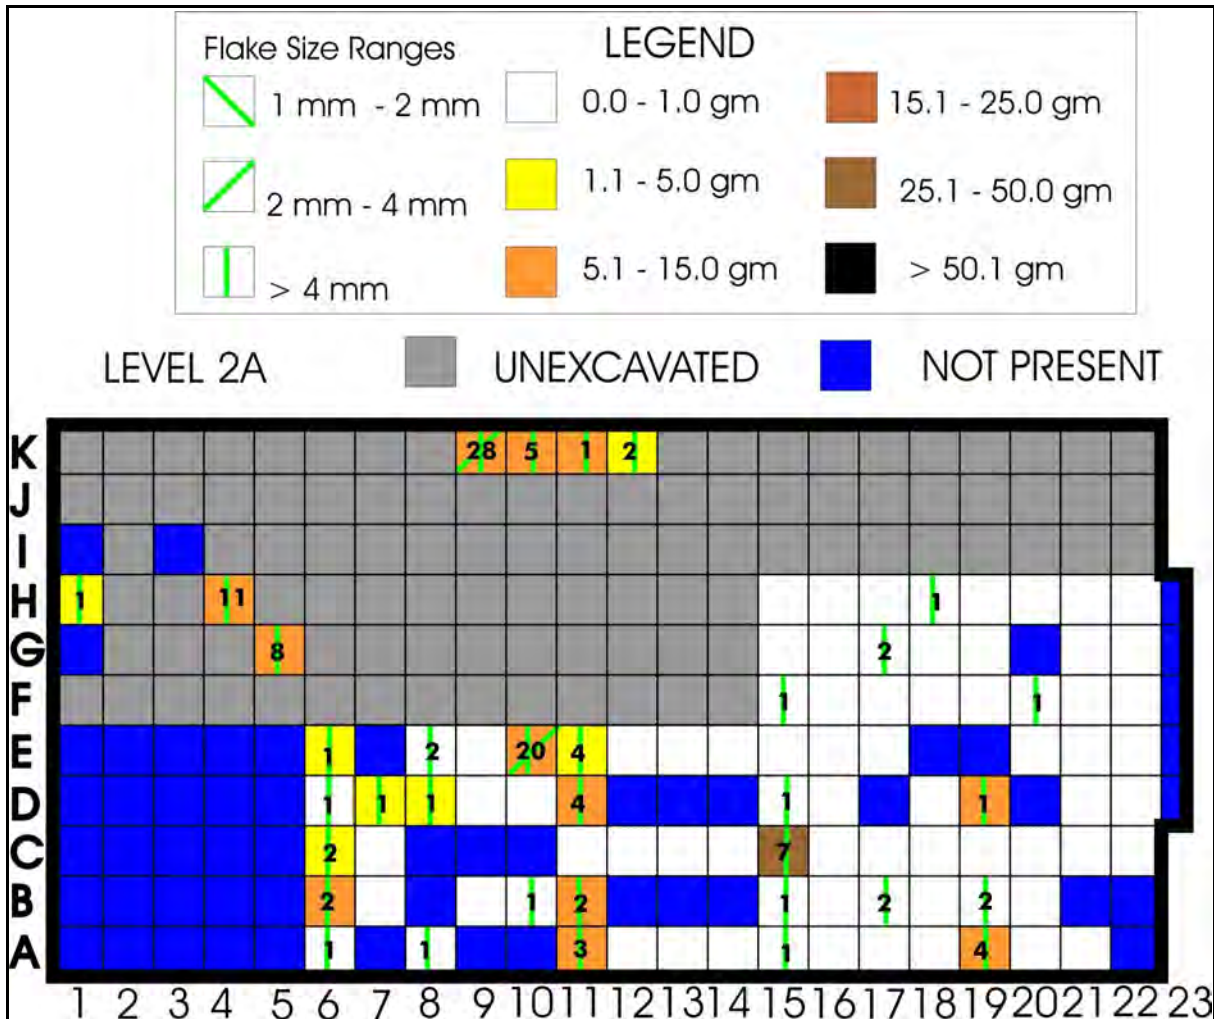 Flake Size Ranges LEGEND
1 mm - 2 mm 0.0 - 1.0 gm 15.1 - 25.0 gm
2 mm - 4 mm 1.1 - 5.0 gm 25.1 - 50.0 gm
> 4 mm 5.1 - 15.0 gm > 50.1 gm
LEVEL 2A UNEXCAVATED NOT PRESENT
K 28 5 1 2
J
I
H 1 11 1
G 8 2
F 1 1
E 1 2 20 4
D 1 1 1 4 1 1
C 2 7
B 2 1 2 1 2 2
A 1 1 3 1 4
1 2 3 4 5 6 7 8 9 10 11 12 13 14 15 16 17 18 19 20 21 22 23